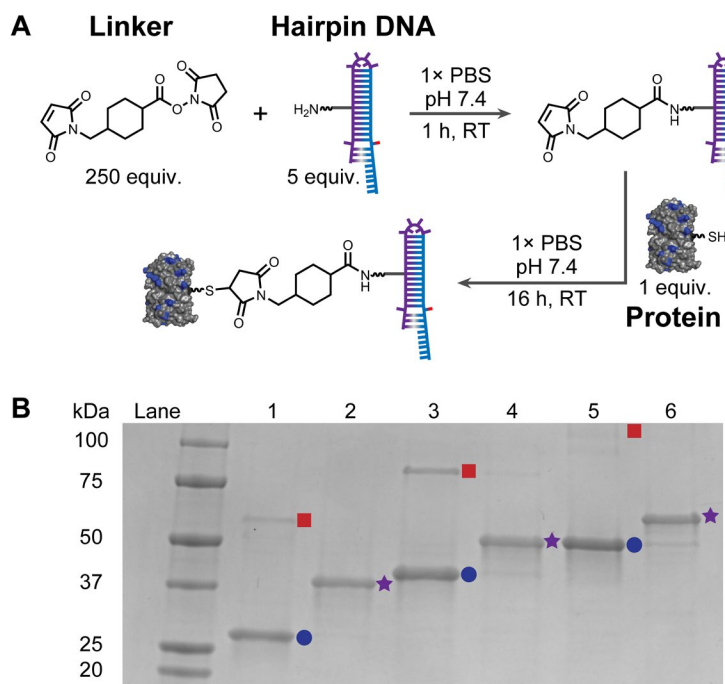 A
Linker
Hairpin DNA
O
N
O
O
O
O
N
O
250 equiv.
+
H₂N
5 equiv.
1× PBS
pH 7.4
1 h, RT
O
N
O
O
N
H
SH
1 equiv.
Protein
1× PBS
pH 7.4
16 h, RT
S
O
N
O
O
N
H
B
kDa Lane 1 2 3 4 5 6
100
75
50
37
25
20